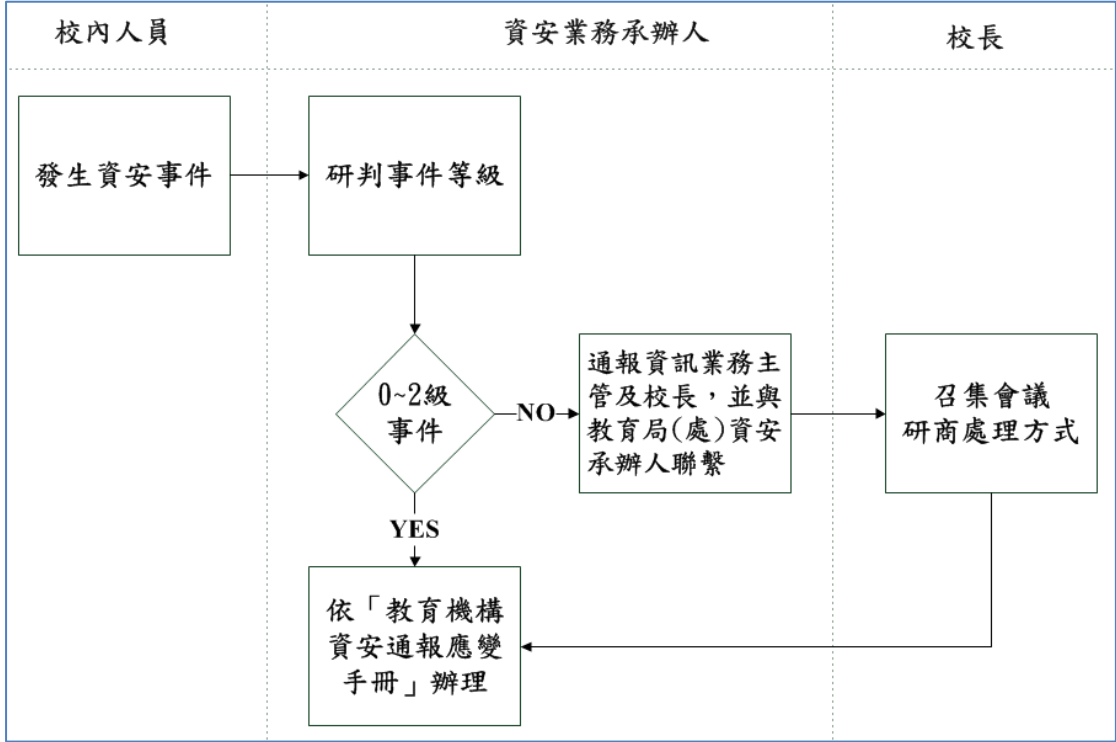 校內人員
資安業務承辦人
校長
發生資安事件
研判事件等級
0~2級
事件
NO
通報資訊業務主
管及校長，並與
教育局(處)資安
承辦人聯繫
召集會議
研商處理方式
YES
依「教育機構
資安通報應變
手冊」辦理